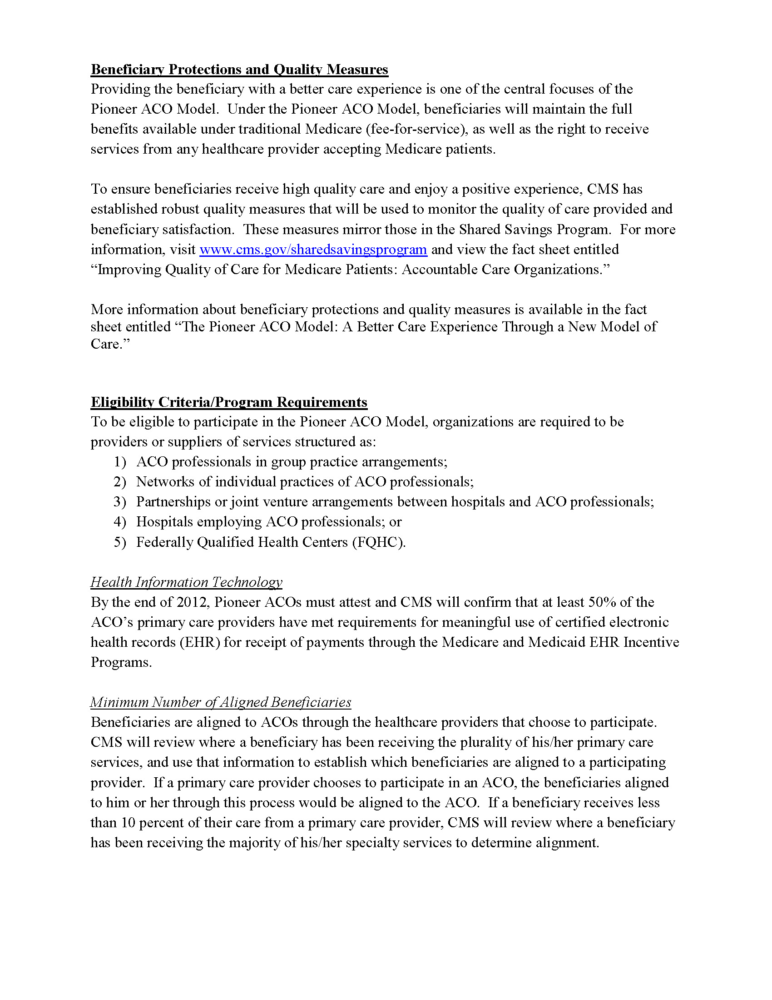 Beneficiary Protections and Quality Measures
Providing the beneficiary with a better care experience is one of the central focuses of the
Pioneer ACO Model.  Under the Pioneer ACO Model, beneficiaries will maintain the full
benefits available under traditional Medicare (fee-for-service), as well as the right to receive
services from any healthcare provider accepting Medicare patients.
To ensure beneficiaries receive high quality care and enjoy a positive experience, CMS has
established robust quality measures that will be used to monitor the quality of care provided and
beneficiary satisfaction.  These measures mirror those in the Shared Savings Program.  For more
information, visit www.cms.gov/sharedsavingsprogram and view the fact sheet entitled
“Improving Quality of Care for Medicare Patients: Accountable Care Organizations.”
More information about beneficiary protections and quality measures is available in the fact
sheet entitled “The Pioneer ACO Model: A Better Care Experience Through a New Model of
Care.”
Eligibility Criteria/Program Requirements
To be eligible to participate in the Pioneer ACO Model, organizations are required to be
providers or suppliers of services structured as:
1) ACO professionals in group practice arrangements;
2) Networks of individual practices of ACO professionals;
3) Partnerships or joint venture arrangements between hospitals and ACO professionals;
4) Hospitals employing ACO professionals; or
5) Federally Qualified Health Centers (FQHC).
Health Information Technology
By the end of 2012, Pioneer ACOs must attest and CMS will confirm that at least 50% of the
ACO’s primary care providers have met requirements for meaningful use of certified electronic
health records (EHR) for receipt of payments through the Medicare and Medicaid EHR Incentive
Programs.
Minimum Number of Aligned Beneficiaries
Beneficiaries are aligned to ACOs through the healthcare providers that choose to participate.
CMS will review where a beneficiary has been receiving the plurality of his/her primary care
services, and use that information to establish which beneficiaries are aligned to a participating
provider.  If a primary care provider chooses to participate in an ACO, the beneficiaries aligned
to him or her through this process would be aligned to the ACO.  If a beneficiary receives less
than 10 percent of their care from a primary care provider, CMS will review where a beneficiary
has been receiving the majority of his/her specialty services to determine alignment.